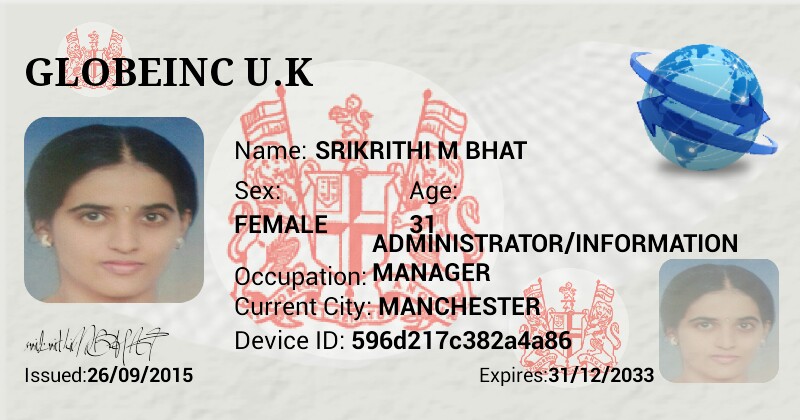 GLOBEINC U.K
Name: SRIKRITHI M BHAT
Sex: Age:
FEMALE 31
ADMINISTRATOR/INFORMATION
Occupation: MANAGER
Current City: MANCHESTER
Device ID: 596d217c382a4a86
Issued:26/09/2015 Expires:31/12/2033